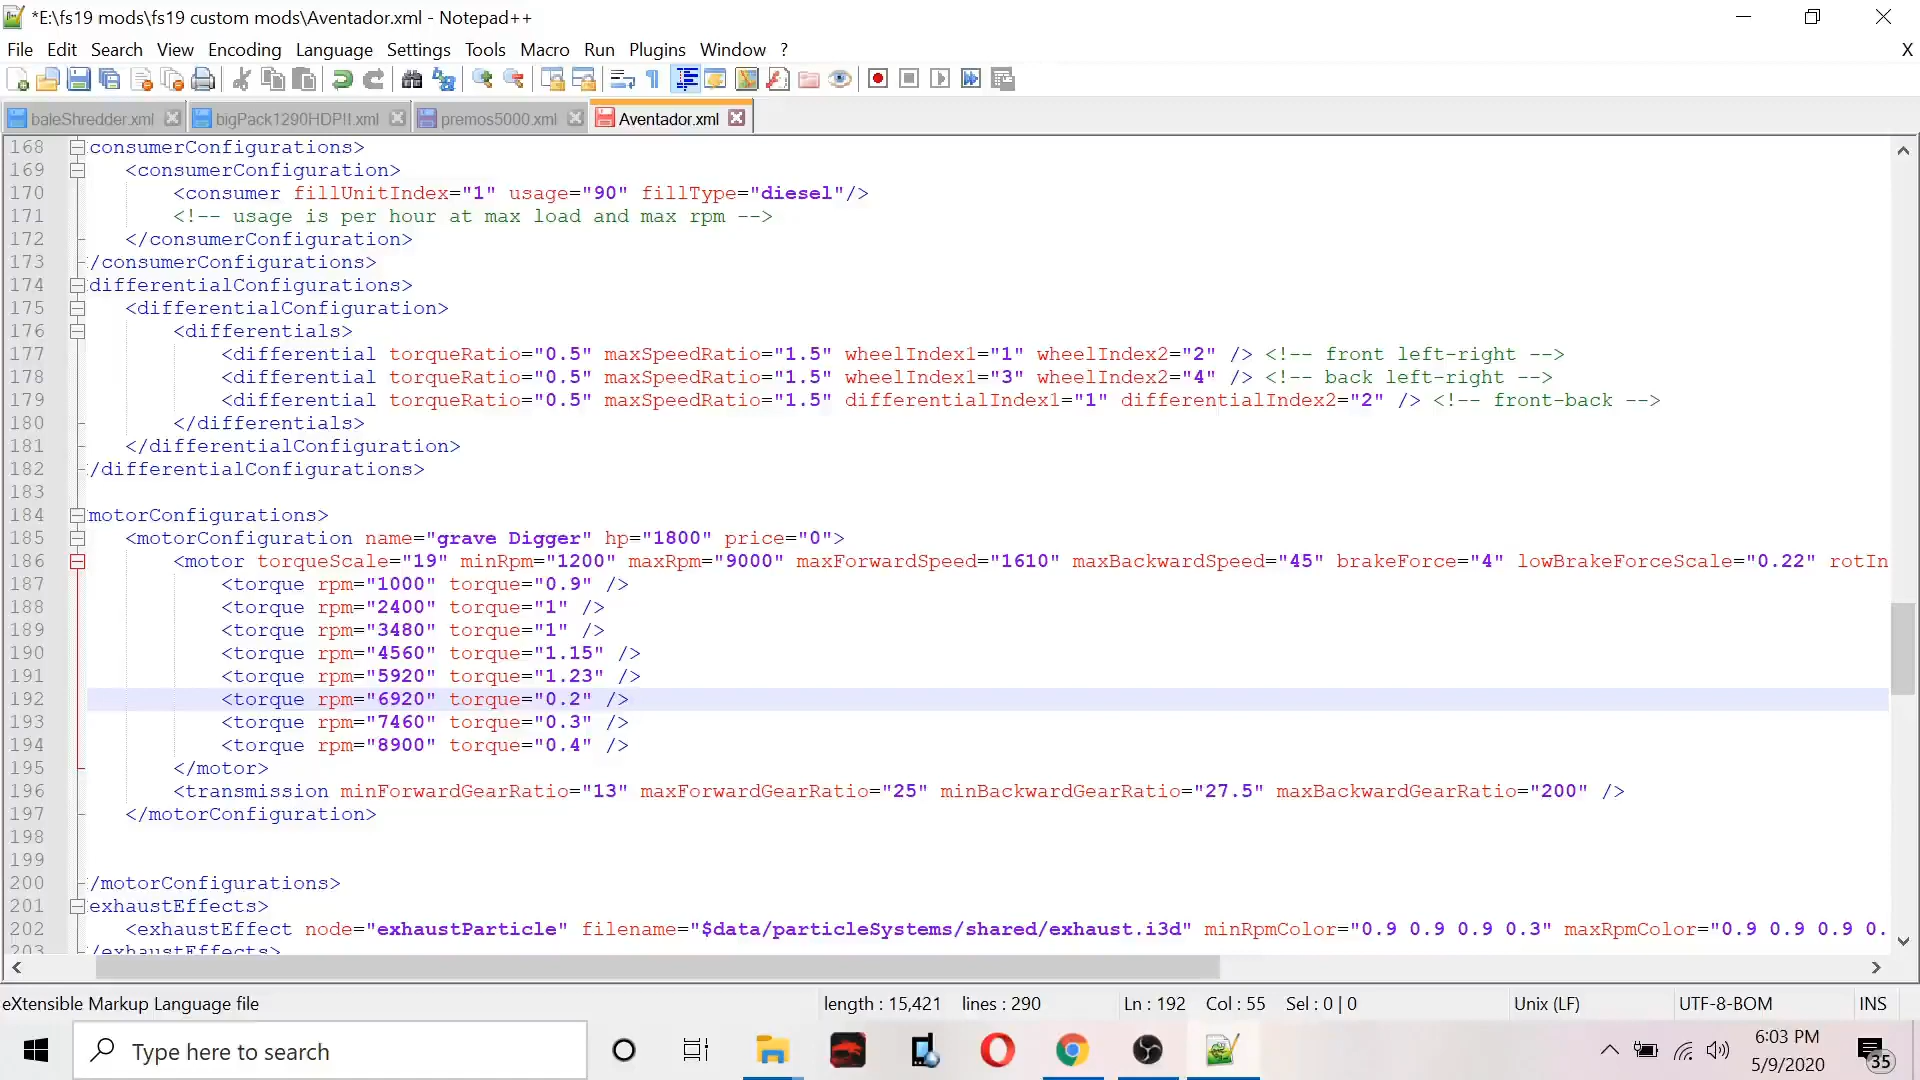 *E:\fs19 mods\fs19 custom mods\Aventador.xml - Notepad++
File Edit Search View Encoding Language Settings Tools Macro Run Plugins Window ? X
baleShredder.xml bigPack1290HDPII.xml premos5000.xml Aventador.xml
168 consumerConfigurations>
169 <consumerConfiguration>
170 <consumer fillUnitIndex="1" usage="90" fillType="diesel"/>
171 <!-- usage is per hour at max load and max rpm -->
172 </consumerConfiguration>
173 /consumerConfigurations>
174 differentialConfigurations>
175 <differentialConfiguration>
176 <differentials>
177 <differential torqueRatio="0.5" maxSpeedRatio="1.5" wheelIndex1="1" wheelIndex2="2" /> <!-- front left-right -->
178 <differential torqueRatio="0.5" maxSpeedRatio="1.5" wheelIndex1="3" wheelIndex2="4" /> <!-- back left-right -->
179 <differential torqueRatio="0.5" maxSpeedRatio="1.5" differentialIndex1="1" differentialIndex2="2" /> <!-- front-back -->
180 </differentials>
181 </differentialConfiguration>
182 /differentialConfigurations>
183
184 motorConfigurations>
185 <motorConfiguration name="grave Digger" hp="1800" price="0">
186 <motor torqueScale="19" minRpm="1200" maxRpm="9000" maxForwardSpeed="1610" maxBackwardSpeed="45" brakeForce="4" lowBrakeForceScale="0.22" rotIn
187 <torque rpm="1000" torque="0.9" />
188 <torque rpm="2400" torque="1" />
189 <torque rpm="3480" torque="1" />
190 <torque rpm="4560" torque="1.15" />
191 <torque rpm="5920" torque="1.23" />
192 <torque rpm="6920" torque="0.2" />
193 <torque rpm="7460" torque="0.3" />
194 <torque rpm="8900" torque="0.4" />
195 </motor>
196 <transmission minForwardGearRatio="13" maxForwardGearRatio="25" minBackwardGearRatio="27.5" maxBackwardGearRatio="200" />
197 </motorConfiguration>
198
199
200 /motorConfigurations>
201 exhaustEffects>
202 <exhaustEffect node="exhaustParticle" filename="$data/particleSystems/shared/exhaust.i3d" minRpmColor="0.9 0.9 0.9 0.3" maxRpmColor="0.9 0.9 0.9 0.
203 /exhaustEffects>
eXtensible Markup Language file length : 15,421 lines : 290 Ln : 192 Col : 55 Sel : 0 | 0 Unix (LF) UTF-8-BOM INS
Type here to search
6:03 PM
5/9/2020
35